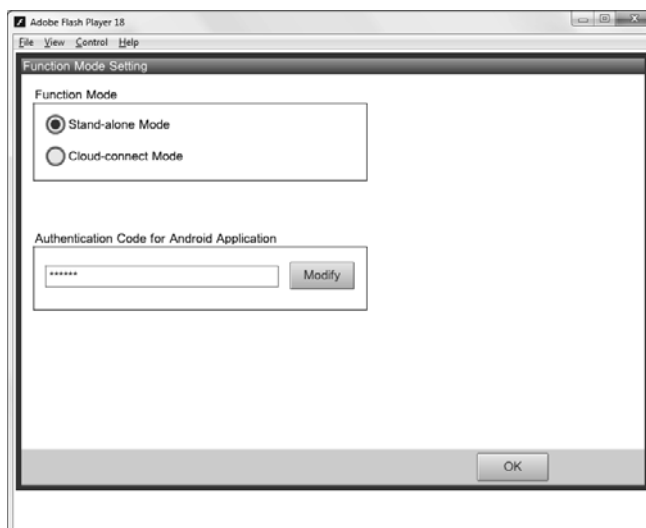 Adobe Flash Player 18
File View Control Help
Function Mode Setting
Function Mode
Stand-alone Mode
Cloud-connect Mode
Authentication Code for Android Application
******
Modify
OK